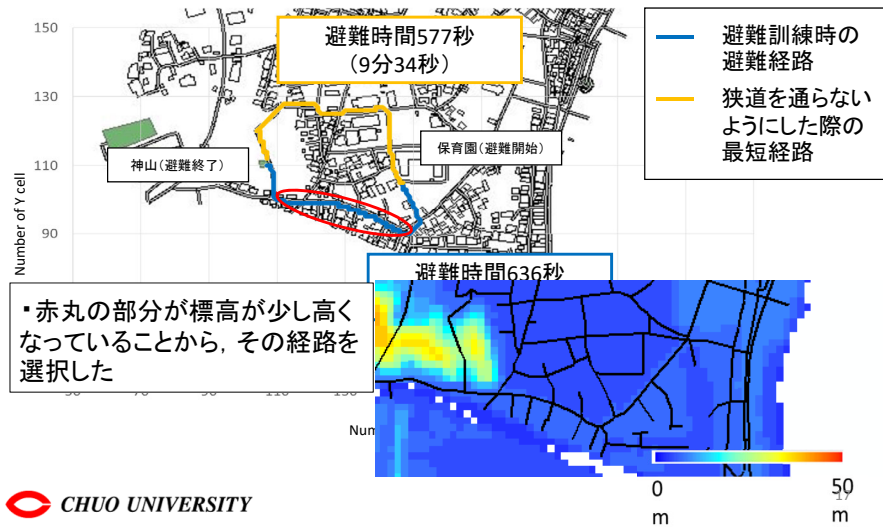 150
130
110
90
Number of Y cell
避難時間577秒
（9分34秒）
神山（避難終了）
保育園（避難開始）
避難訓練時の
避難経路
狭道を通らない
ようにした際の
最短経路
避難時間636秒
・赤丸の部分が標高が少し高く
なっていることから，その経路を
選択した
70
90
110
Num
0
m
50
m
17
CHUO UNIVERSITY